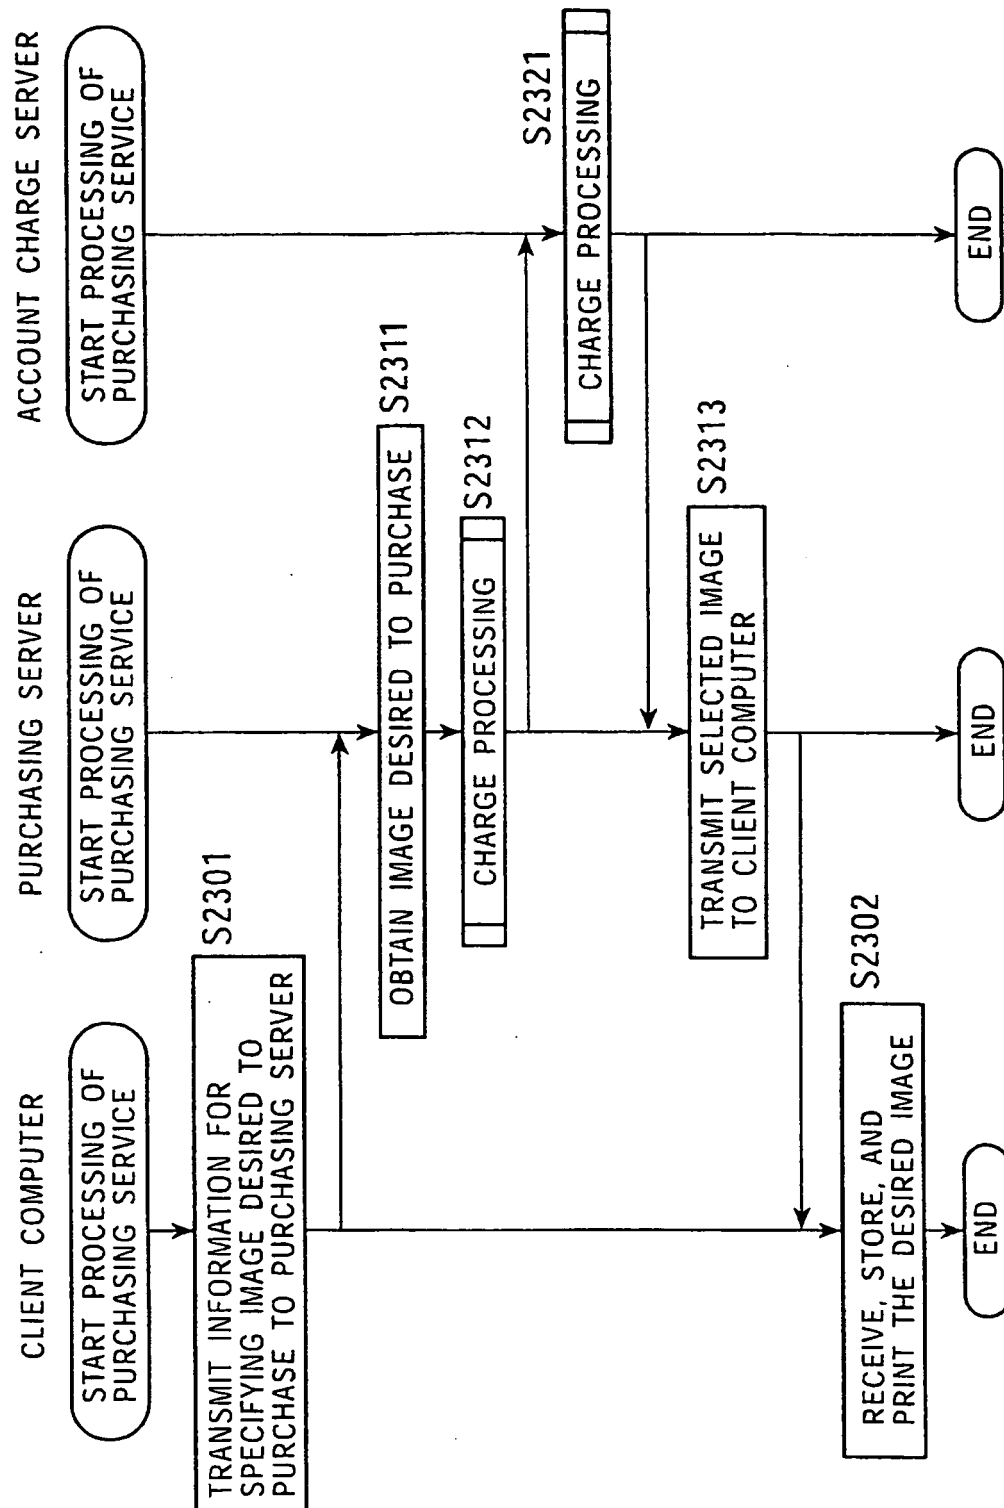 CLIENT COMPUTER
START PROCESSING OF
PURCHASING SERVICE
S2301
TRANSMIT INFORMATION FOR
SPECIFYING IMAGE DESIRED TO
PURCHASE TO PURCHASING SERVER
S2302
RECEIVE, STORE, AND
PRINT THE DESIRED IMAGE
END
PURCHASING SERVER
START PROCESSING OF
PURCHASING SERVICE
S2311
OBTAIN IMAGE DESIRED TO PURCHASE
S2312
CHARGE PROCESSING
S2313
TRANSMIT SELECTED IMAGE
TO CLIENT COMPUTER
END
ACCOUNT CHARGE SERVER
START PROCESSING OF
PURCHASING SERVICE
S2321
CHARGE PROCESSING
END